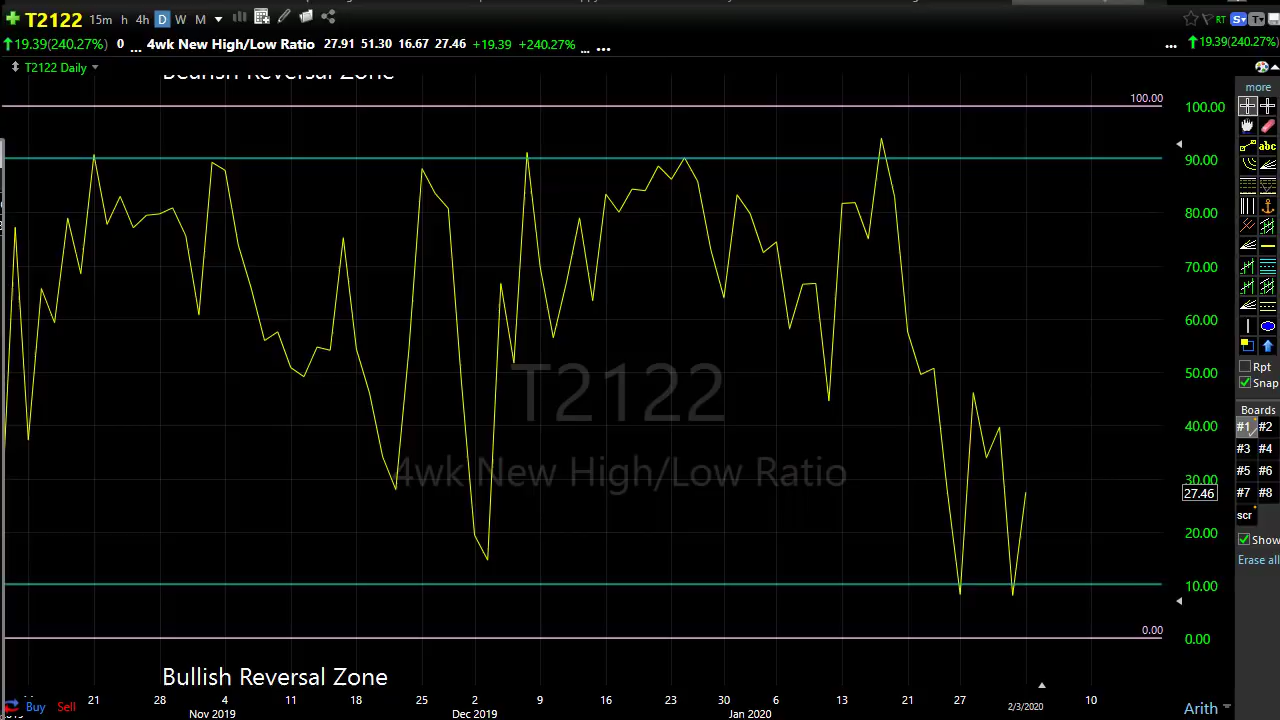 T2122 15m h 4h D W M RT S T
19.39(240.27%) 0 ... 4wk New High/Low Ratio 27.91 51.30 16.67 27.46 +19.39 +240.27% ... ... ... 19.39(240.27%)
T2122 Daily
more
Bearish Reversal Zone
100.00
100.00
90.00
abc
80.00
70.00
60.00
50.00
T2122
Rpt
Snap
Boards
40.00
#1 #2
#3 #4
4wk New High/Low Ratio
#5 #6
30.00
27.46
#7 #8
scr
20.00
Show
Erase all
10.00
0.00
0.00
Bullish Reversal Zone
21 28 4 11 18 25 2 9 16 23 30 6 13 21 27 10
Buy Sell
Nov 2019 Dec 2019 Jan 2020 2/3/2020
Arith